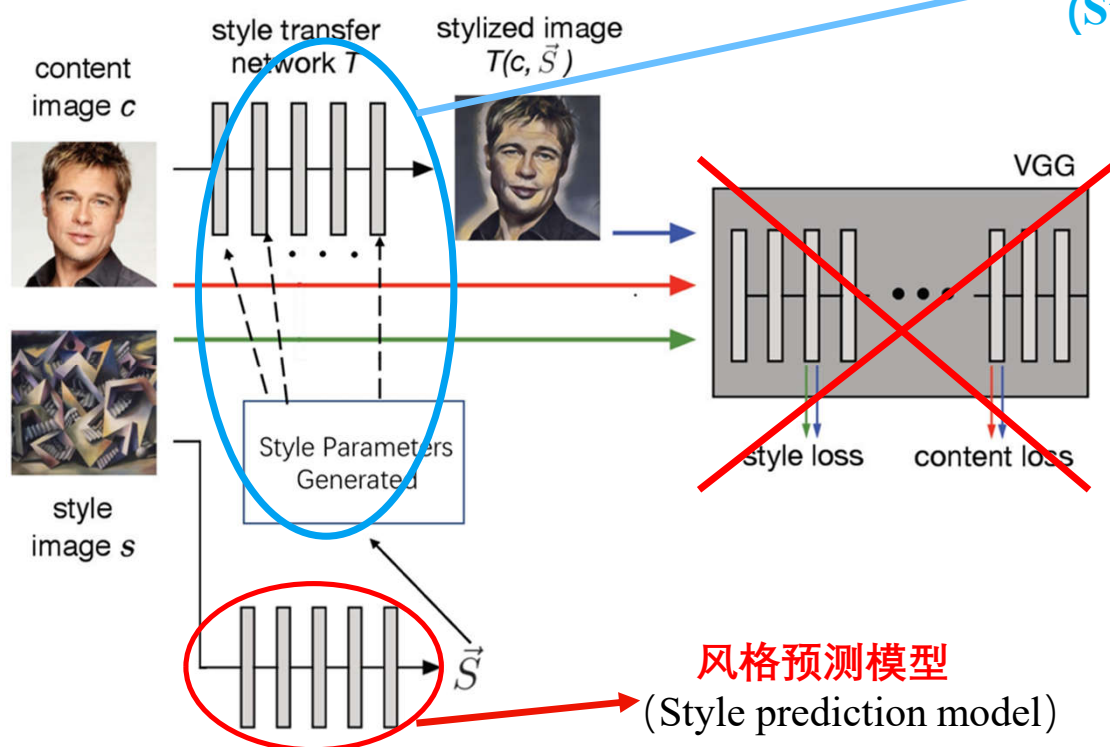 style transfer
network T
stylized image
T(c, S⃗ )
content
image c
VGG
Style Parameters
Generated
style loss
content loss
style
image s
S⃗
风格预测模型
(Style prediction model)